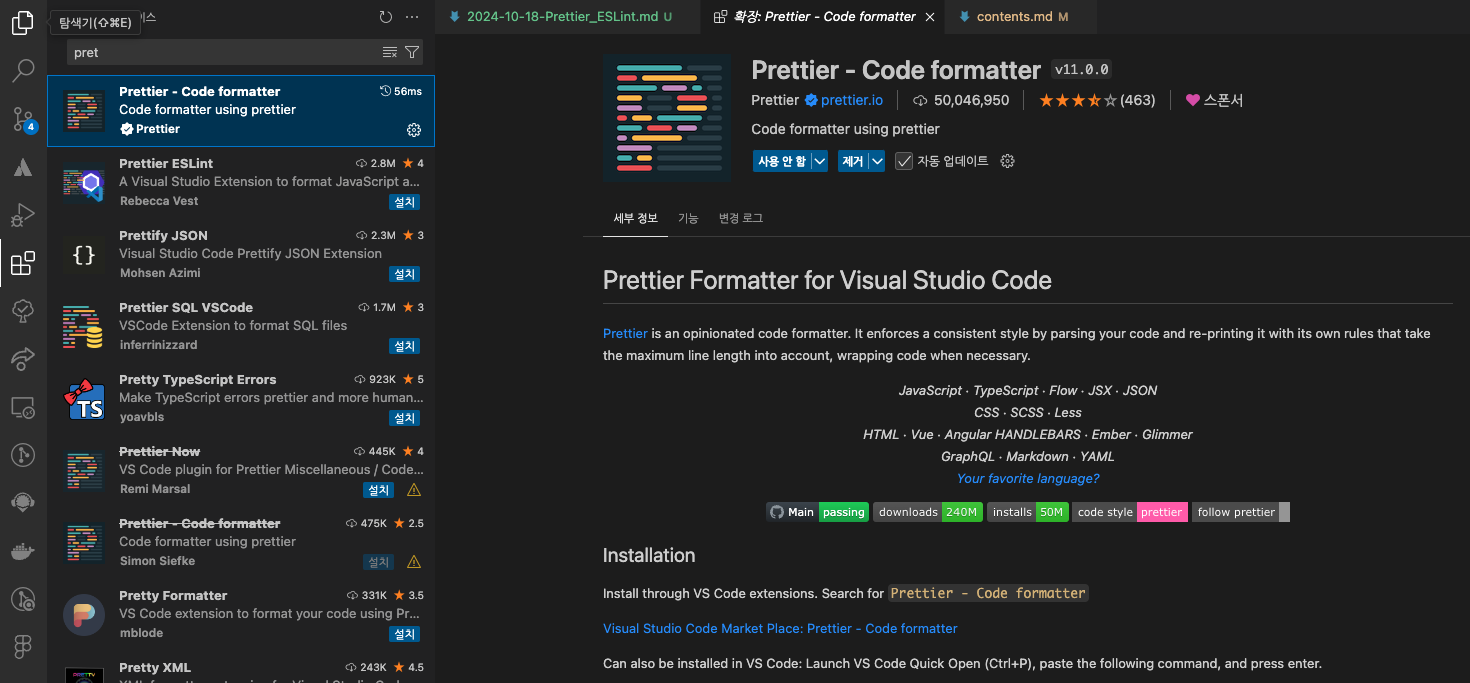 탐색기(⇧⌘E)
이스
pret
Prettier - Code formatter
56ms
Code formatter using prettier
Prettier
4
Prettier ESLint
2.8M ★ 4
A Visual Studio Extension to format JavaScript a...
Rebecca Vest
설치
Prettify JSON
2.3M ★ 3
Visual Studio Code Prettify JSON Extension
Mohsen Azimi
설치
Prettier SQL VSCode
1.7M ★ 3
VSCode Extension to format SQL files
inferrinizzard
설치
Pretty TypeScript Errors
923K ★ 5
Make TypeScript errors prettier and more human...
yoavbls
설치
TS
Prettier Now
445K ★ 4
VS Code plugin for Prettier Miscellaneous / Code...
Remi Marsal
설치
Prettier - Code formatter
475K ★ 2.5
Code formatter using prettier
Simon Siefke
설치
Pretty Formatter
331K ★ 3.5
VS Code extension to format your code using Pr...
mblode
설치
Pretty XML
243K ★ 4.5
2024-10-18-Prettier_ESLint.md U
확장: Prettier - Code formatter
contents.md M
Prettier - Code formatter v11.0.0
Prettier prettier.io 50,046,950 (463) 스폰서
Code formatter using prettier
사용 안 함 제거 자동 업데이트
세부 정보 기능 변경 로그
Prettier Formatter for Visual Studio Code
Prettier is an opinionated code formatter. It enforces a consistent style by parsing your code and re-printing it with its own rules that take
the maximum line length into account, wrapping code when necessary.
JavaScript · TypeScript · Flow · JSX · JSON
CSS · SCSS · Less
HTML · Vue · Angular HANDLEBARS · Ember · Glimmer
GraphQL · Markdown · YAML
Your favorite language?
Main passing downloads 240M installs 50M code style prettier follow prettier
Installation
Install through VS Code extensions. Search for Prettier - Code formatter
Visual Studio Code Market Place: Prettier - Code formatter
Can also be installed in VS Code: Launch VS Code Quick Open (Ctrl+P), paste the following command, and press enter.